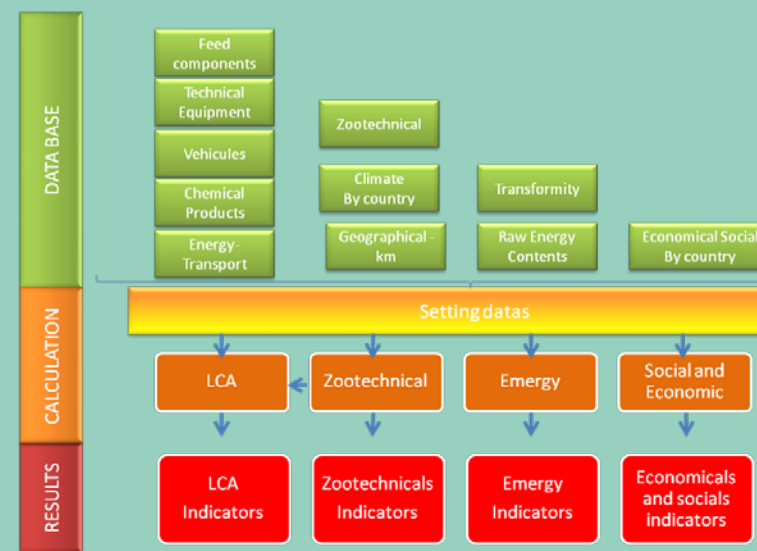 DATA BASE
Feed
components
Technical
Equipment
Vehicules
Chemical
Products
Energy-
Transport
Zootechnical
Climate
By country
Geographical -
km
Transformity
Raw Energy
Contents
Economical Social
By country
CALCULATION
Setting datas
LCA
Zootechnical
Emergy
Social and
Economic
RESULTS
LCA
Indicators
Zootechnicals
Indicators
Emergy
Indicators
Economicals
and socials
indicators